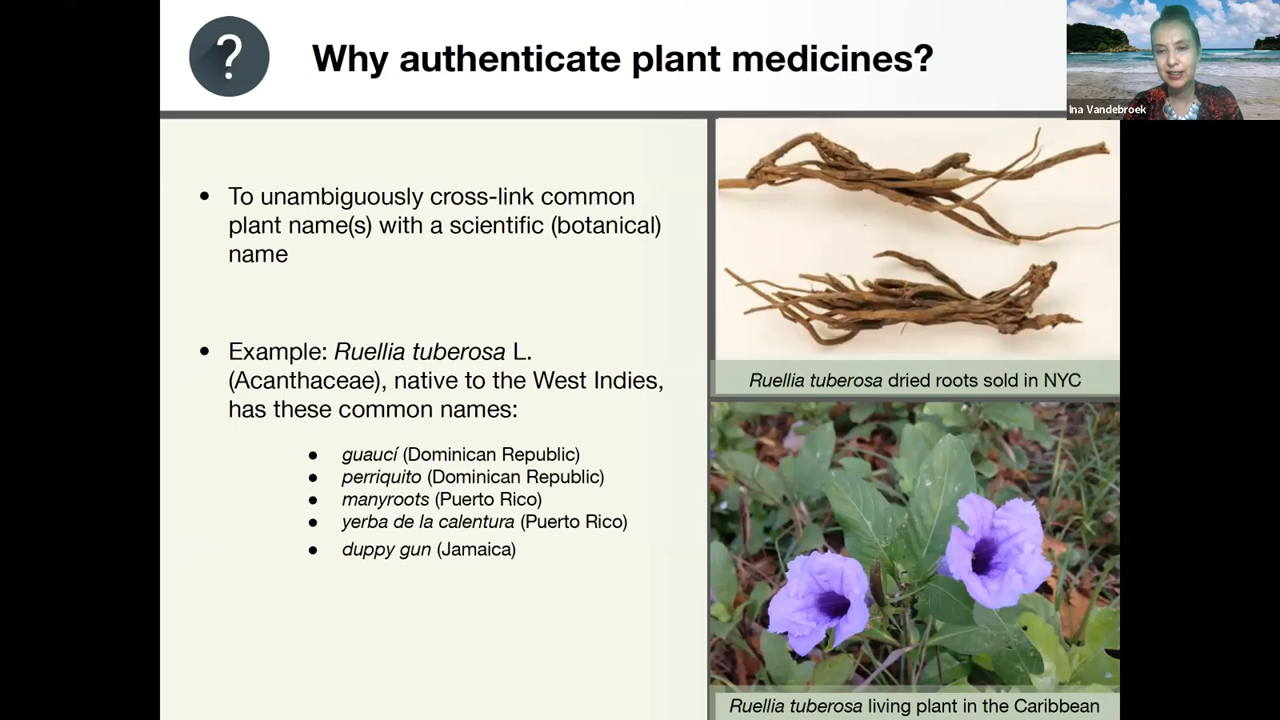 ?
Why authenticate plant medicines?
Ina Vandebroek
• To unambiguously cross-link common
plant name(s) with a scientific (botanical)
name
• Example: Ruellia tuberosa L.
(Acanthaceae), native to the West Indies,
has these common names:
• guaucí (Dominican Republic)
• perriquito (Dominican Republic)
• manyroots (Puerto Rico)
• yerba de la calentura (Puerto Rico)
• duppy gun (Jamaica)
Ruellia tuberosa dried roots sold in NYC
Ruellia tuberosa living plant in the Caribbean